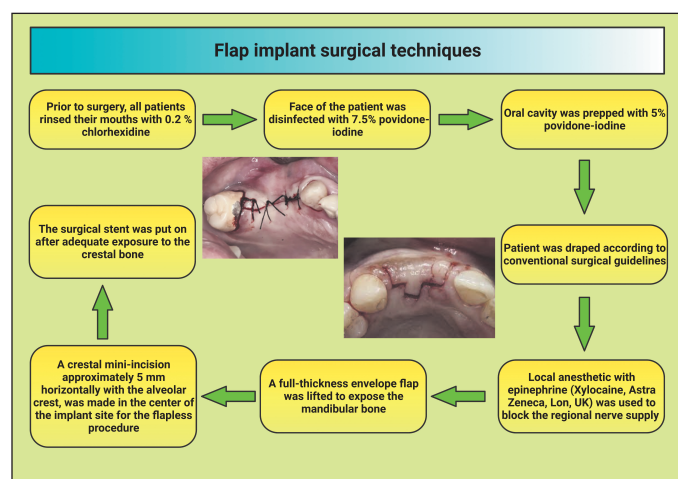 Flap implant surgical techniques
Prior to surgery, all patients
rinsed their mouths with 0.2 %
chlorhexidine
Face of the patient was
disinfected with 7.5% povidone-
iodine
Oral cavity was prepped with 5%
povidone-iodine
Patient was draped according to
conventional surgical guidelines
Local anesthetic with
epinephrine (Xylocaine, Astra
Zeneca, Lon, UK) was used to
block the regional nerve supply
A full-thickness envelope flap
was lifted to expose the
mandibular bone
A crestal mini-incision
approximately 5 mm
horizontally with the alveolar
crest, was made in the center of
the implant site for the flapless
procedure
The surgical stent was put on
after adequate exposure to the
crestal bone